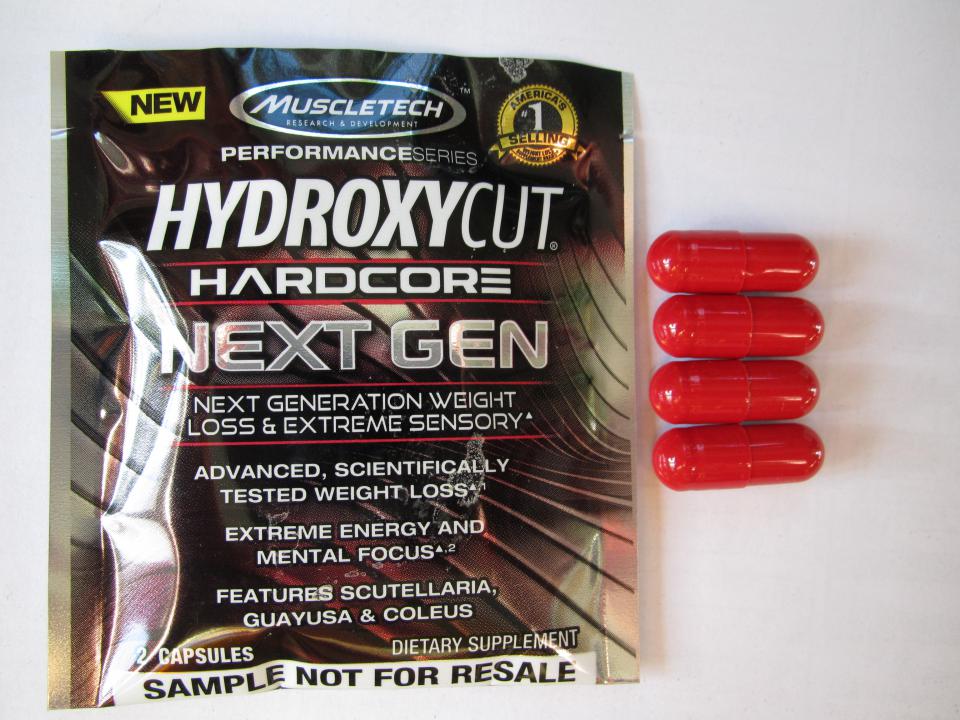 NEW
MUSCLETECH™
RESEARCH & DEVELOPMENT
AMERICA'S
#1
SELLING
PERFORMANCESERIES
HYDROXYCUT®
HARDCORE
NEXT GEN
NEXT GENERATION WEIGHT
LOSS & EXTREME SENSORY▲
ADVANCED, SCIENTIFICALLY
TESTED WEIGHT LOSS▲,1
EXTREME ENERGY AND
MENTAL FOCUS▲,2
FEATURES SCUTELLARIA,
GUAYUSA & COLEUS
DIETARY SUPPLEMENT
2 CAPSULES
SAMPLE NOT FOR RESALE